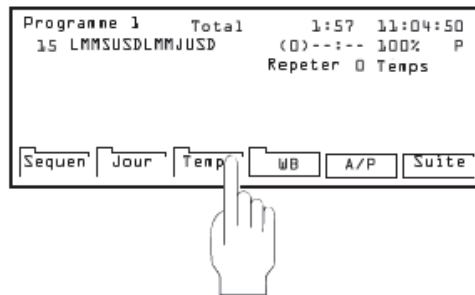 Programme 1 Total 1:57 11:04:50
15 LMMSUSDLMMJUSD (0)--:-- 100% P
Repeter 0 Temps
Sequen Jour Temp WB A/P Suite